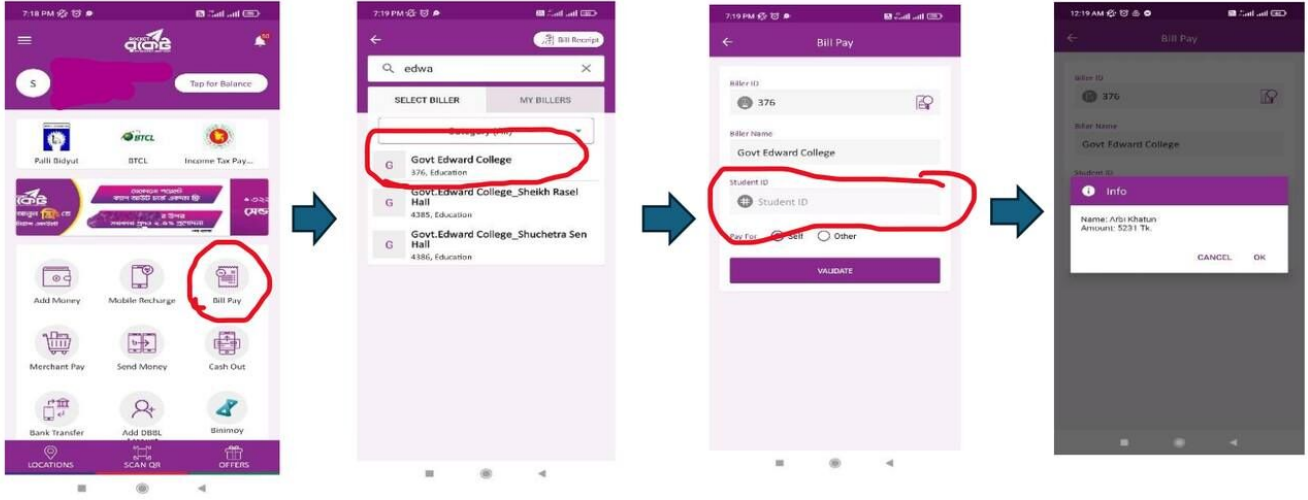 7:18 PM
রকেট
S
Tap for Balance
Palli Bidyut
BTCL
BTCL
Income Tax Pay...
Add Money
Mobile Recharge
Bill Pay
Merchant Pay
Send Money
Cash Out
Bank Transfer
Add DBBL
Binimoy
LOCATIONS
SCAN QR
OFFERS
7:19 PM
Bill Receipt
edwa
SELECT BILLER
MY BILLERS
Category (All)
G
Govt Edward College
376, Education
G
Govt.Edward College_Sheikh Rasel
Hall
4385, Education
G
Govt.Edward College_Shuchetra Sen
Hall
4386, Education
7:19 PM
Bill Pay
Biller ID
376
Biller Name
Govt Edward College
Student ID
Student ID
Pay For
Self
Other
VALIDATE
12:19 AM
Bill Pay
Biller ID
376
Biller Name
Govt Edward College
Student ID
Info
Name: Arbi Khatun
Amount: 5231 Tk.
CANCEL
OK